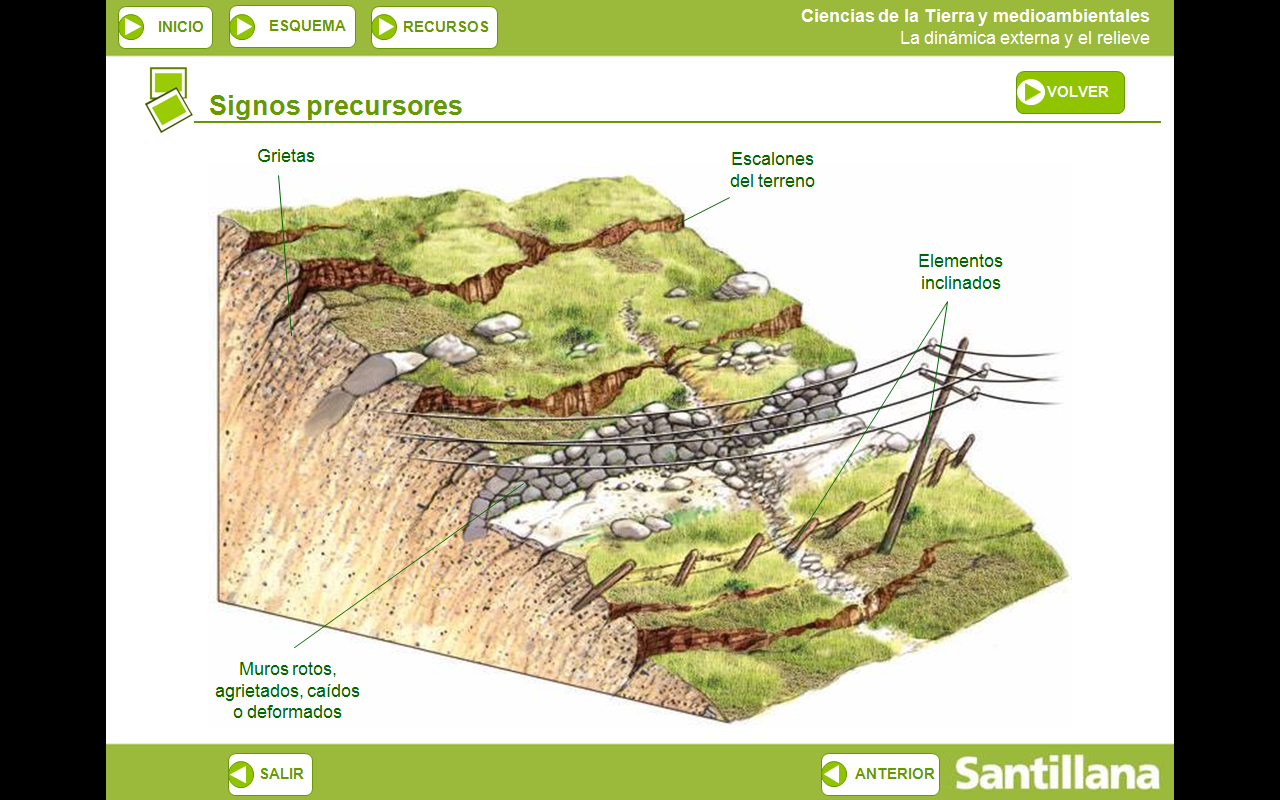 INICIO
ESQUEMA
RECURSOS
Ciencias de la Tierra y medioambientales
La dinámica externa y el relieve
Signos precursores
VOLVER
Grietas
Escalones
del terreno
Elementos
inclinados
Muros rotos,
agrietados, caídos
o deformados
SALIR
ANTERIOR
Santillana